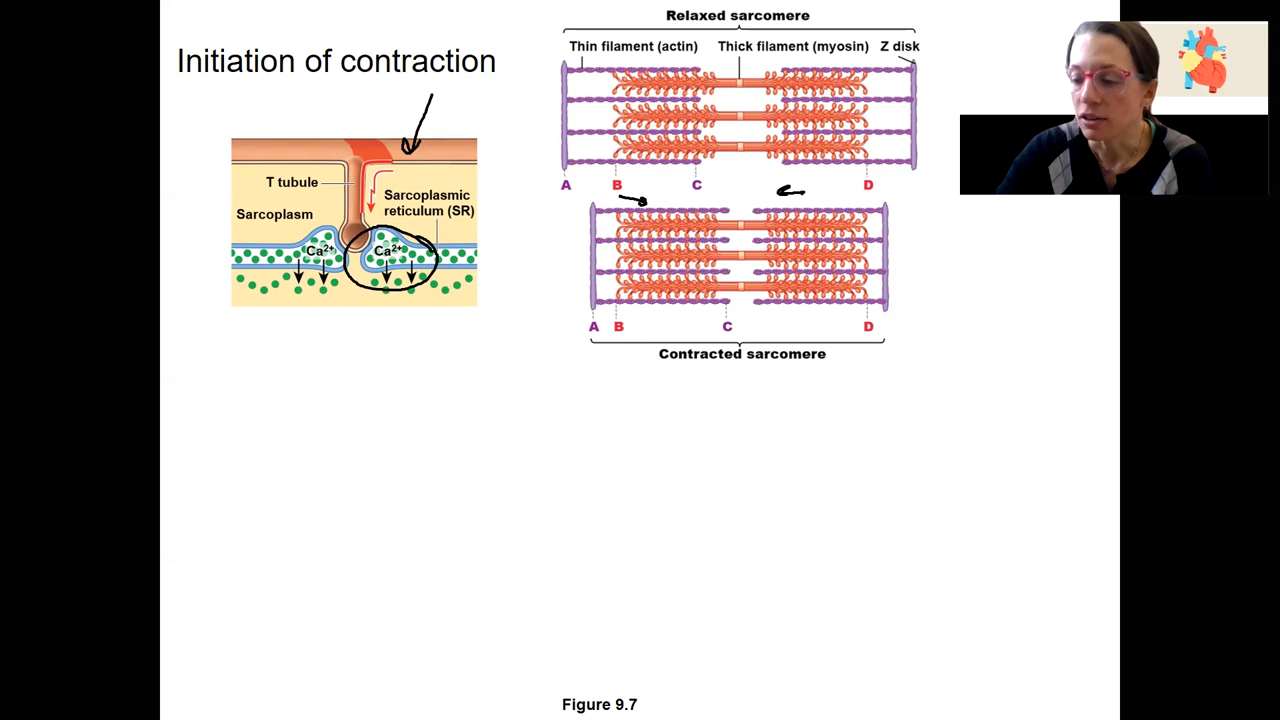 Initiation of contraction
T tubule
Sarcoplasmic
reticulum (SR)
Sarcoplasm
Ca2+
Ca2+
Relaxed sarcomere
Thin filament (actin)
Thick filament (myosin)
Z disk
A B C D
A B C D
Contracted sarcomere
Figure 9.7